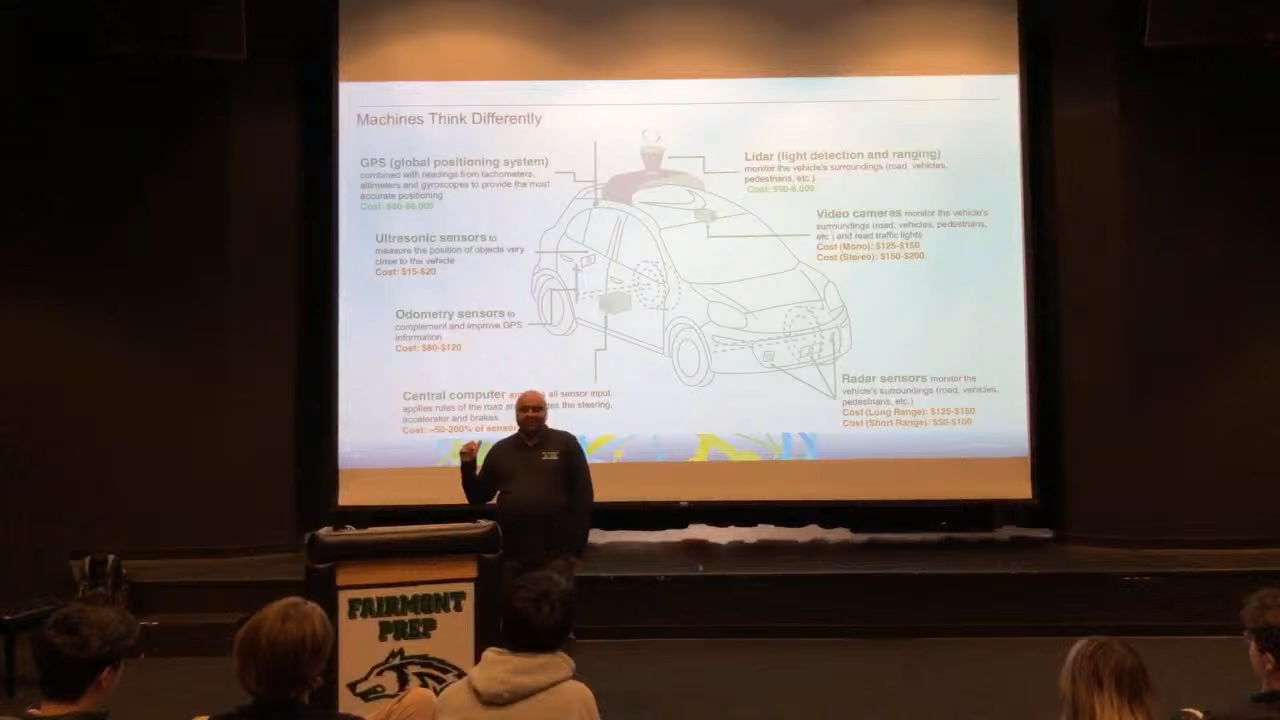 Machines Think Differently
GPS (global positioning system)
combined with readings from tachometers,
altimeters and gyroscopes to provide the most
accurate positioning
Cost: $80-$6,000
Ultrasonic sensors to
measure the position of objects very
close to the vehicle
Cost: $15-$20
Odometry sensors to
complement and improve GPS
information
Cost: $80-$120
Central computer all sensor input,
applies rules of the road the steering,
accelerator and brakes
Cost: ~50-200% of sensor
Lidar (light detection and ranging)
monitor the vehicle's surroundings (road, vehicles,
pedestrians, etc.)
Cost: $90-8,000
Video cameras monitor the vehicle's
surroundings (road, vehicles, pedestrians,
etc.) and read traffic lights
Cost (Mono): $125-$150
Cost (Stereo): $150-$200
Radar sensors monitor the
vehicle's surroundings (road, vehicles,
pedestrians, etc.)
Cost (Long Range): $125-$150
Cost (Short Range): $50-$100
FAIRMONT
PREP